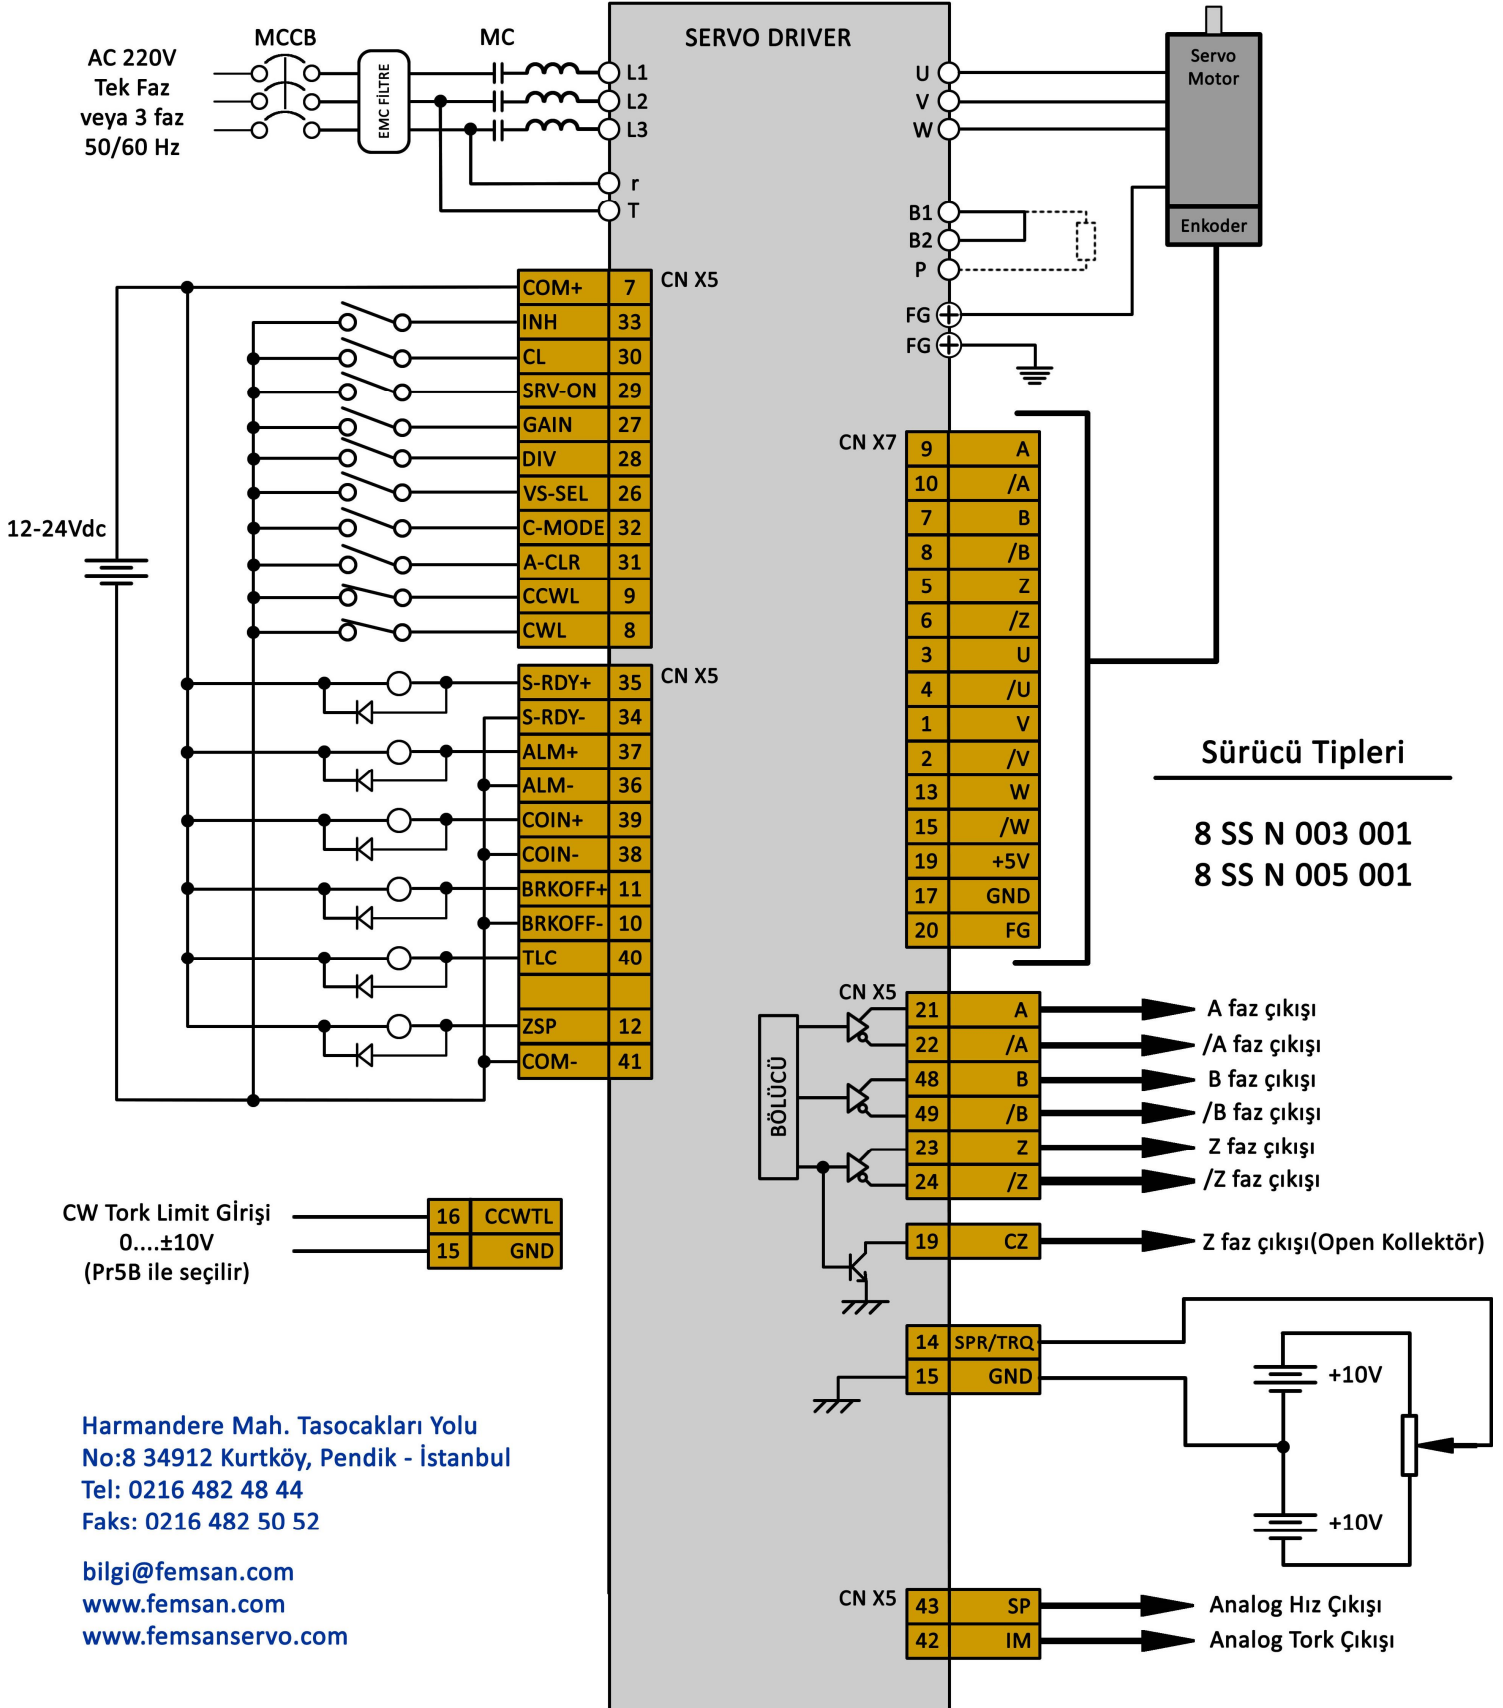 SERVO DRIVER
MCCB
MC
AC 220V
Tek Faz
veya 3 faz
50/60 Hz
EMC FİLTRE
L1
L2
L3
r
T
U
V
W
B1
B2
P
FG
FG
Servo
Motor
Enkoder
12-24Vdc
CN X5
COM+ 7
INH 33
CL 30
SRV-ON 29
GAIN 27
DIV 28
VS-SEL 26
C-MODE 32
A-CLR 31
CCWL 9
CWL 8
CN X5
S-RDY+ 35
S-RDY- 34
ALM+ 37
ALM- 36
COIN+ 39
COIN- 38
BRKOFF+ 11
BRKOFF- 10
TLC 40
ZSP 12
COM- 41
CN X7
9 A
10 /A
7 B
8 /B
5 Z
6 /Z
3 U
4 /U
1 V
2 /V
13 W
15 /W
19 +5V
17 GND
20 FG
Sürücü Tipleri
8 SS N 003 001
8 SS N 005 001
CN X5
BÖLÜCÜ
21 A A faz çıkışı
22 /A /A faz çıkışı
48 B B faz çıkışı
49 /B /B faz çıkışı
23 Z Z faz çıkışı
24 /Z /Z faz çıkışı
19 CZ Z faz çıkışı(Open Kollektör)
CW Tork Limit Gİrişi
0....±10V
(Pr5B ile seçilir)
16 CCWTL
15 GND
14 SPR/TRQ
15 GND
+10V
+10V
CN X5
43 SP Analog Hız Çıkışı
42 IM Analog Tork Çıkışı
Harmandere Mah. Tasocakları Yolu
No:8 34912 Kurtköy, Pendik - İstanbul
Tel: 0216 482 48 44
Faks: 0216 482 50 52
bilgi@femsan.com
www.femsan.com
www.femsanservo.com